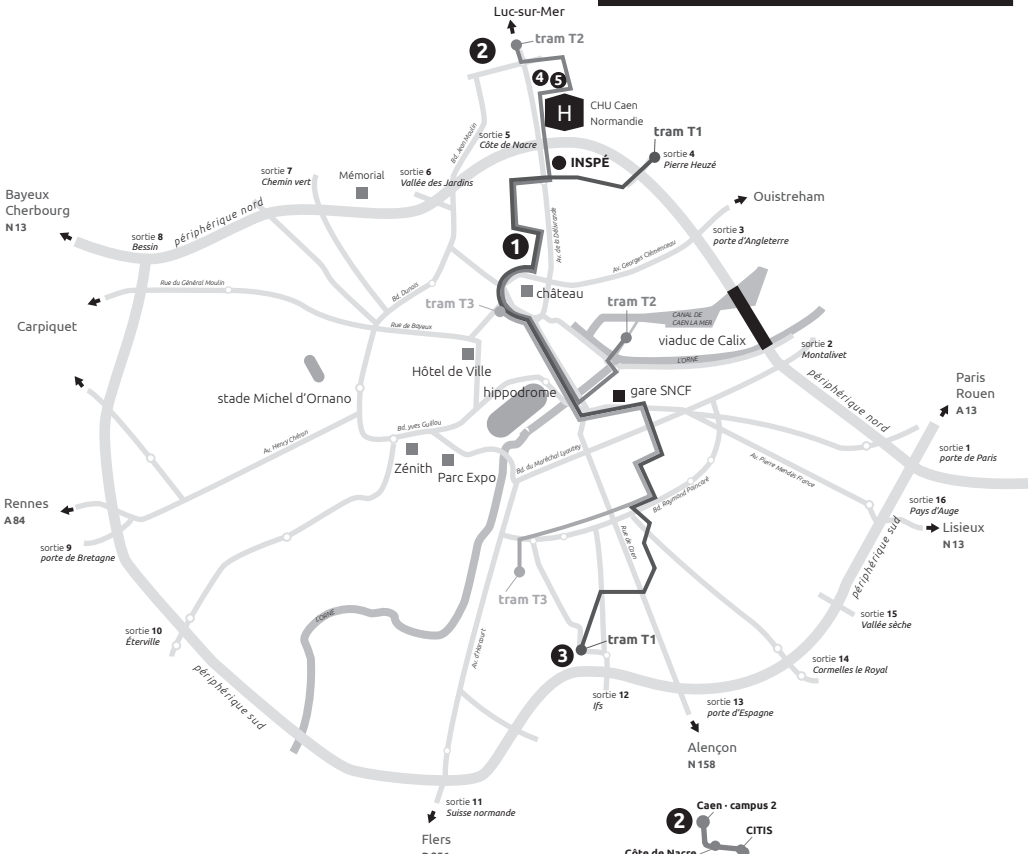 Luc-sur-Mer
2
tram T2
4 5
H
CHU Caen
Normandie
tram T1
sortie 5
Côte de Nacre
Bd. Jean Moulin
INSPÉ
sortie 4
Pierre Heuzé
sortie 7
Chemin vert
Mémorial
sortie 6
Vallée des Jardins
Bayeux
Cherbourg
N 13
périphérique nord
Ouistreham
sortie 8
Bessin
1
Av. de la Délivrande
sortie 3
porte d'Angleterre
Av. Georges Clémenceau
Rue du Général Moulin
Bd. Dunois
château
tram T3
tram T2
CANAL DE
CAEN LA MER
Carpiquet
Rue de Bayeux
viaduc de Calix
L'ORNE
sortie 2
Montalivet
Hôtel de Ville
périphérique nord
stade Michel d'Ornano
hippodrome
gare SNCF
Paris
Rouen
A 13
Bd. yves Guillou
Av. Henry Chéron
sortie 1
porte de Paris
Zénith
Parc Expo
Bd. du Maréchal Lyautey
Av. Pierre Mendès France
Bd. Raymond Poincaré
Rennes
A 84
sortie 16
Pays d'Auge
Lisieux
N 13
Rue de Caen
sortie 9
porte de Bretagne
périphérique sud
tram T3
L'ORNE
sortie 15
Vallée sèche
sortie 10
Éterville
tram T1
3
Av. d'Harcourt
sortie 14
Cormelles le Royal
périphérique sud
sortie 12
Ifs
sortie 13
porte d'Espagne
Alençon
N 158
sortie 11
Suisse normande
Flers
Caen · campus 2
2
CITIS
Côte de Nacre